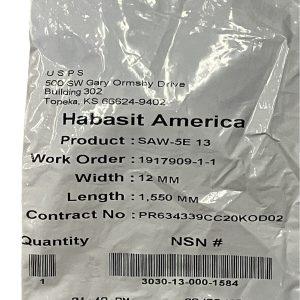 USPS
500 SW Gary Ormsby Drive
Building 302
Topeka, KS 66624-9402
Habasit America
Product : SAW-5E 13
Work Order : 1917909-1-1
Width : 12 MM
Length : 1,550 MM
Contract No : PR634339CC20KOD02
Quantity NSN #
1 3030-13-000-1584